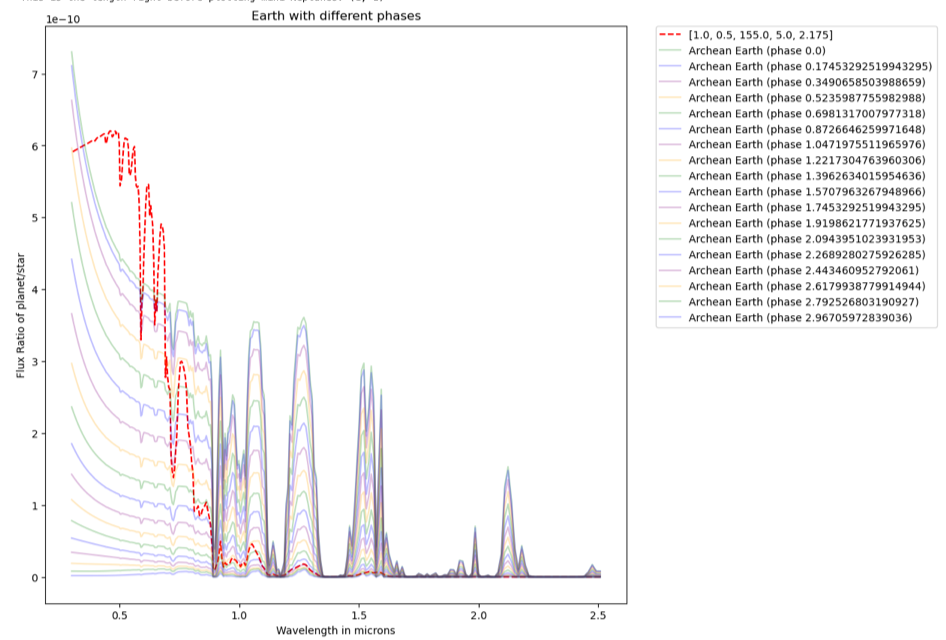 Earth with different phases
1e-10
7
6
5
4
3
2
1
0
Flux Ratio of planet/star
0.5
1.0
1.5
2.0
2.5
Wavelength in microns
[1.0, 0.5, 155.0, 5.0, 2.175]
Archean Earth (phase 0.0)
Archean Earth (phase 0.17453292519943295)
Archean Earth (phase 0.3490658503988659)
Archean Earth (phase 0.5235987755982988)
Archean Earth (phase 0.6981317007977318)
Archean Earth (phase 0.8726646259971648)
Archean Earth (phase 1.0471975511965976)
Archean Earth (phase 1.2217304763960306)
Archean Earth (phase 1.3962634015954636)
Archean Earth (phase 1.5707963267948966)
Archean Earth (phase 1.7453292519943295)
Archean Earth (phase 1.9198621771937625)
Archean Earth (phase 2.0943951023931953)
Archean Earth (phase 2.2689280275926285)
Archean Earth (phase 2.443460952792061)
Archean Earth (phase 2.6179938779914944)
Archean Earth (phase 2.792526803190927)
Archean Earth (phase 2.96705972839036)